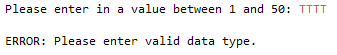 Please enter in a value between 1 and 50: TTTT
ERROR: Please enter valid data type.